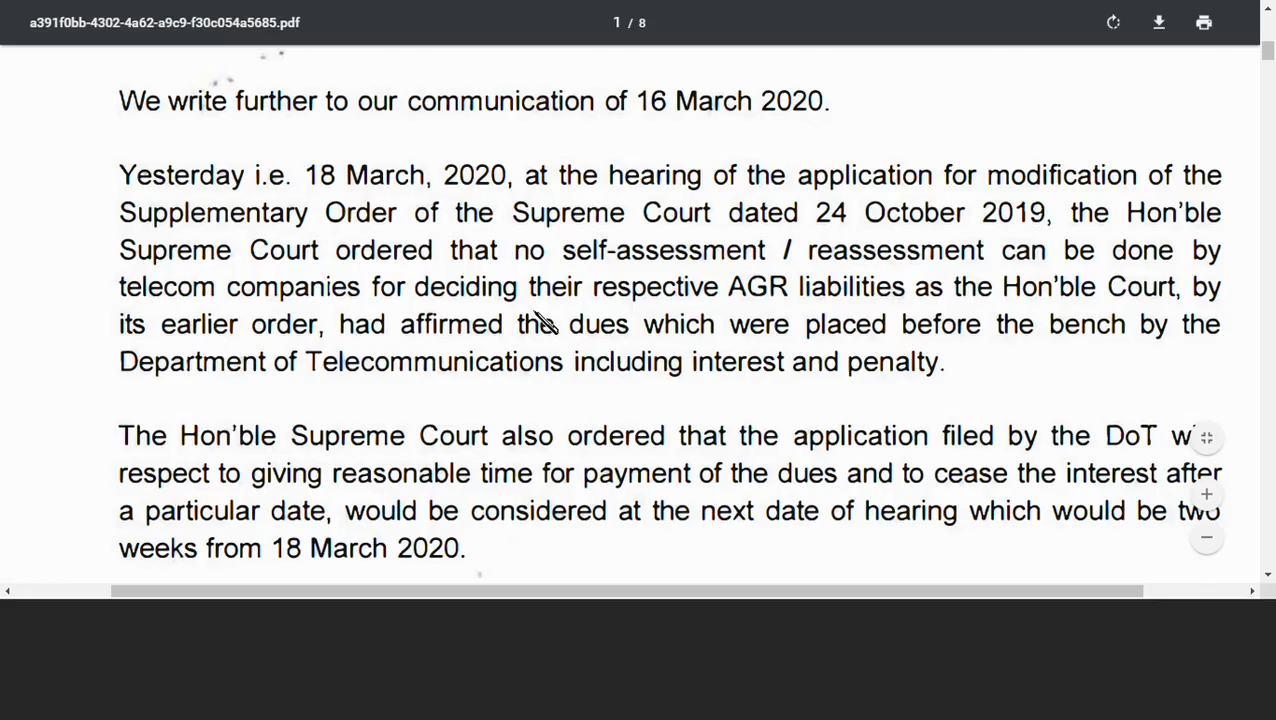 a391f0bb-4302-4a62-a9c9-f30c054a5685.pdf
1 / 8
We write further to our communication of 16 March 2020.
Yesterday i.e. 18 March, 2020, at the hearing of the application for modification of the
Supplementary Order of the Supreme Court dated 24 October 2019, the Hon'ble
Supreme Court ordered that no self-assessment / reassessment can be done by
telecom companies for deciding their respective AGR liabilities as the Hon'ble Court, by
its earlier order, had affirmed the dues which were placed before the bench by the
Department of Telecommunications including interest and penalty.
The Hon'ble Supreme Court also ordered that the application filed by the DoT
respect to giving reasonable time for payment of the dues and to cease the interest after
a particular date, would be considered at the next date of hearing which would be two
weeks from 18 March 2020.